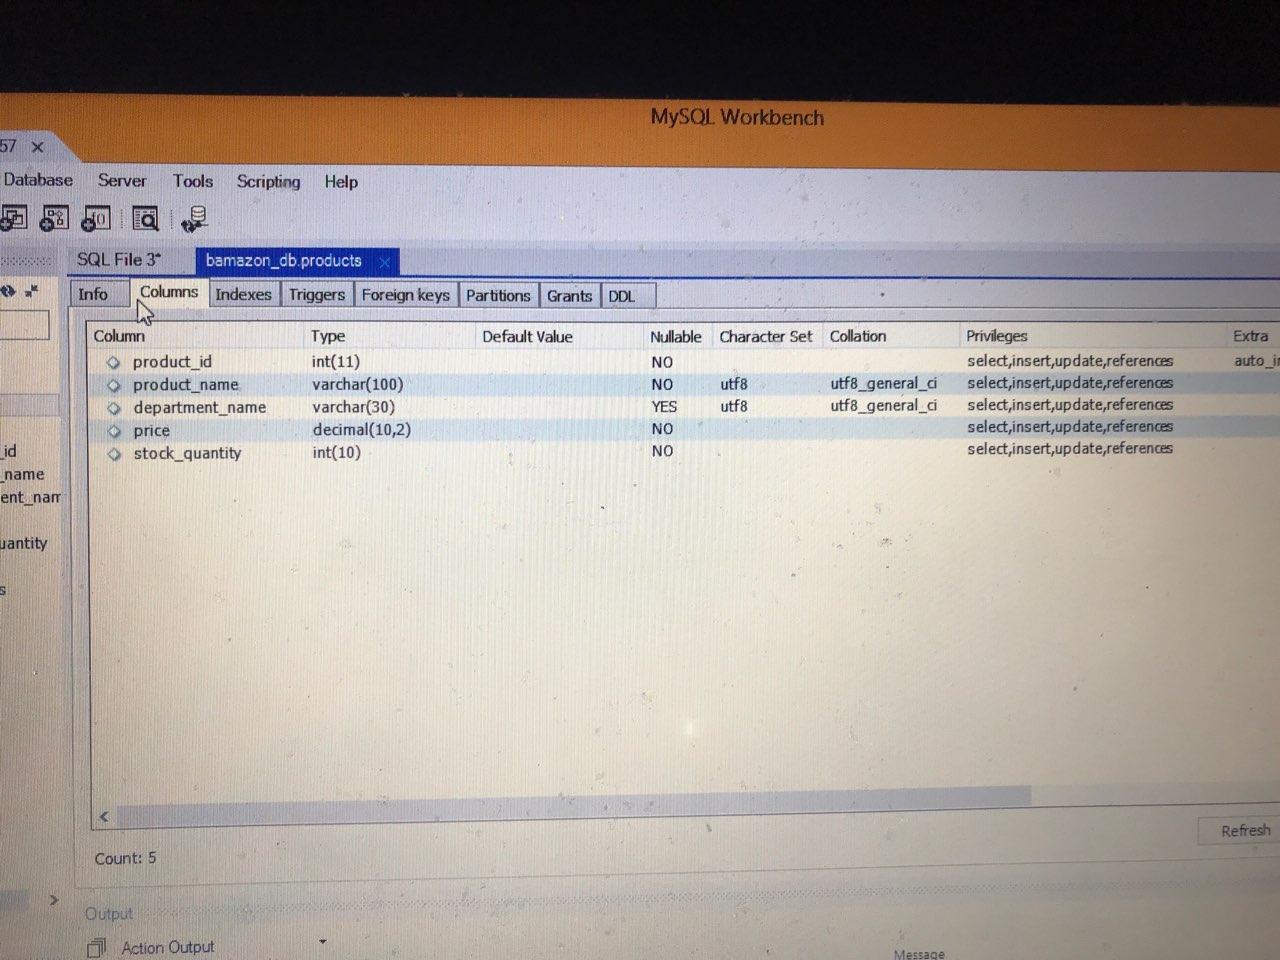 MySQL Workbench
57
Database Server Tools Scripting Help
SQL File 3* bamazon_db.products
Info Columns Indexes Triggers Foreign keys Partitions Grants DDL
Column Type Default Value Nullable Character Set Collation Privileges Extra
product_id int(11) NO select,insert,update,references auto_in
product_name varchar(100) NO utf8 utf8_general_ci select,insert,update,references
department_name varchar(30) YES utf8 utf8_general_ci select,insert,update,references
price decimal(10,2) NO select,insert,update,references
stock_quantity int(10) NO select,insert,update,references
_id
_name
ent_nam
uantity
s
Refresh
Count: 5
Output
Action Output
Message